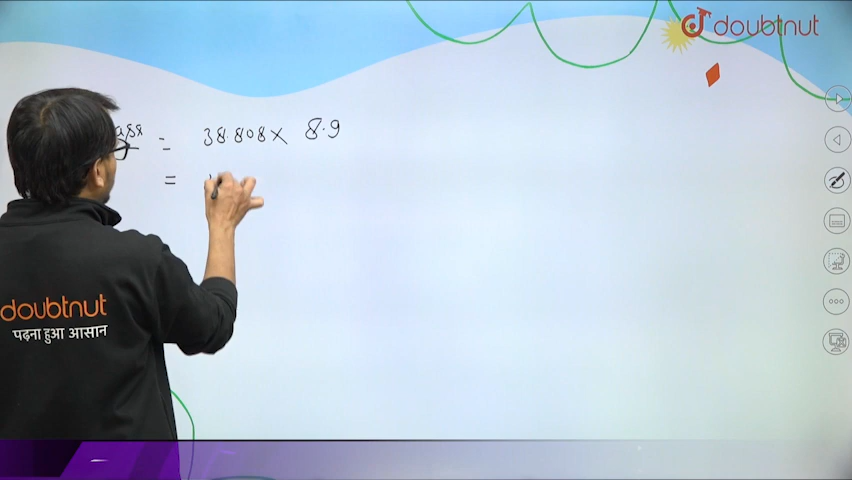 doubtnut
= 38.808 × 8.9
=
doubtnut
पढ़ना हुआ आसान